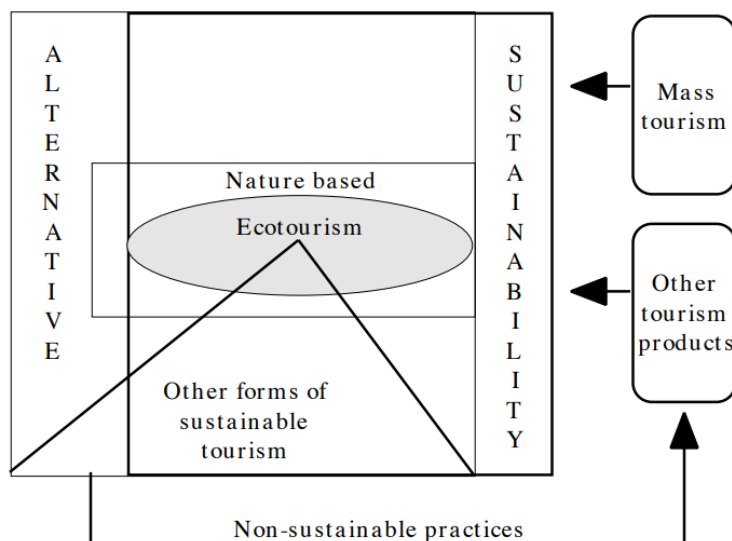 ALTERNATIVE
SUSTAINABILITY
Mass
tourism
Nature based
Ecotourism
Other
tourism
products
Other forms of
sustainable
tourism
Non-sustainable practices